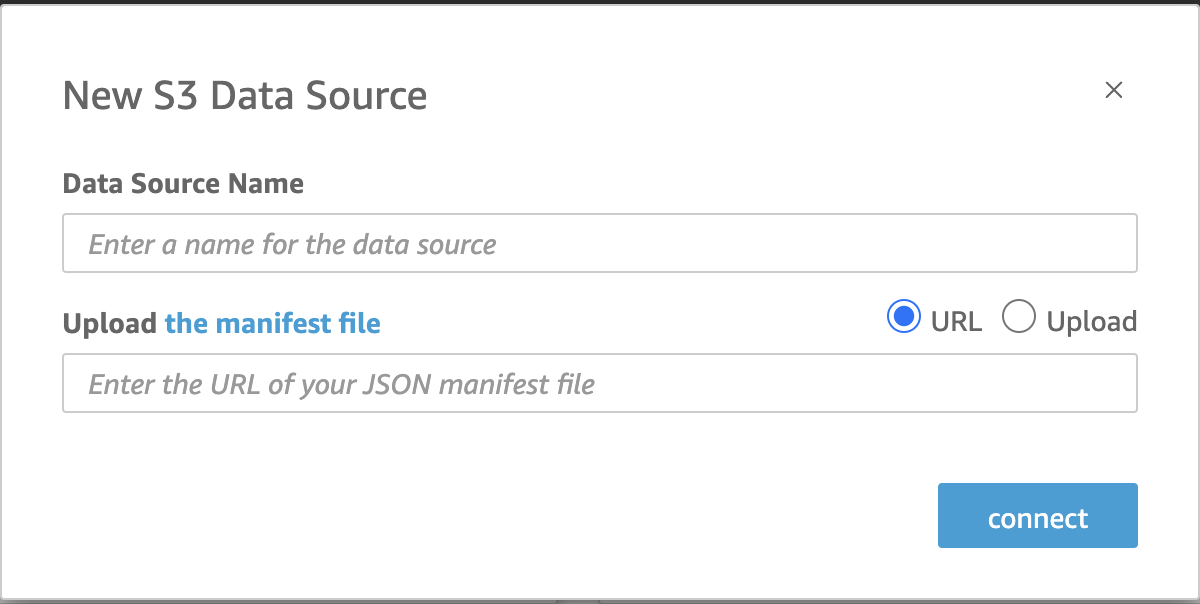 New S3 Data Source
Data Source Name
Enter a name for the data source
Upload the manifest file
URL
Upload
Enter the URL of your JSON manifest file
connect